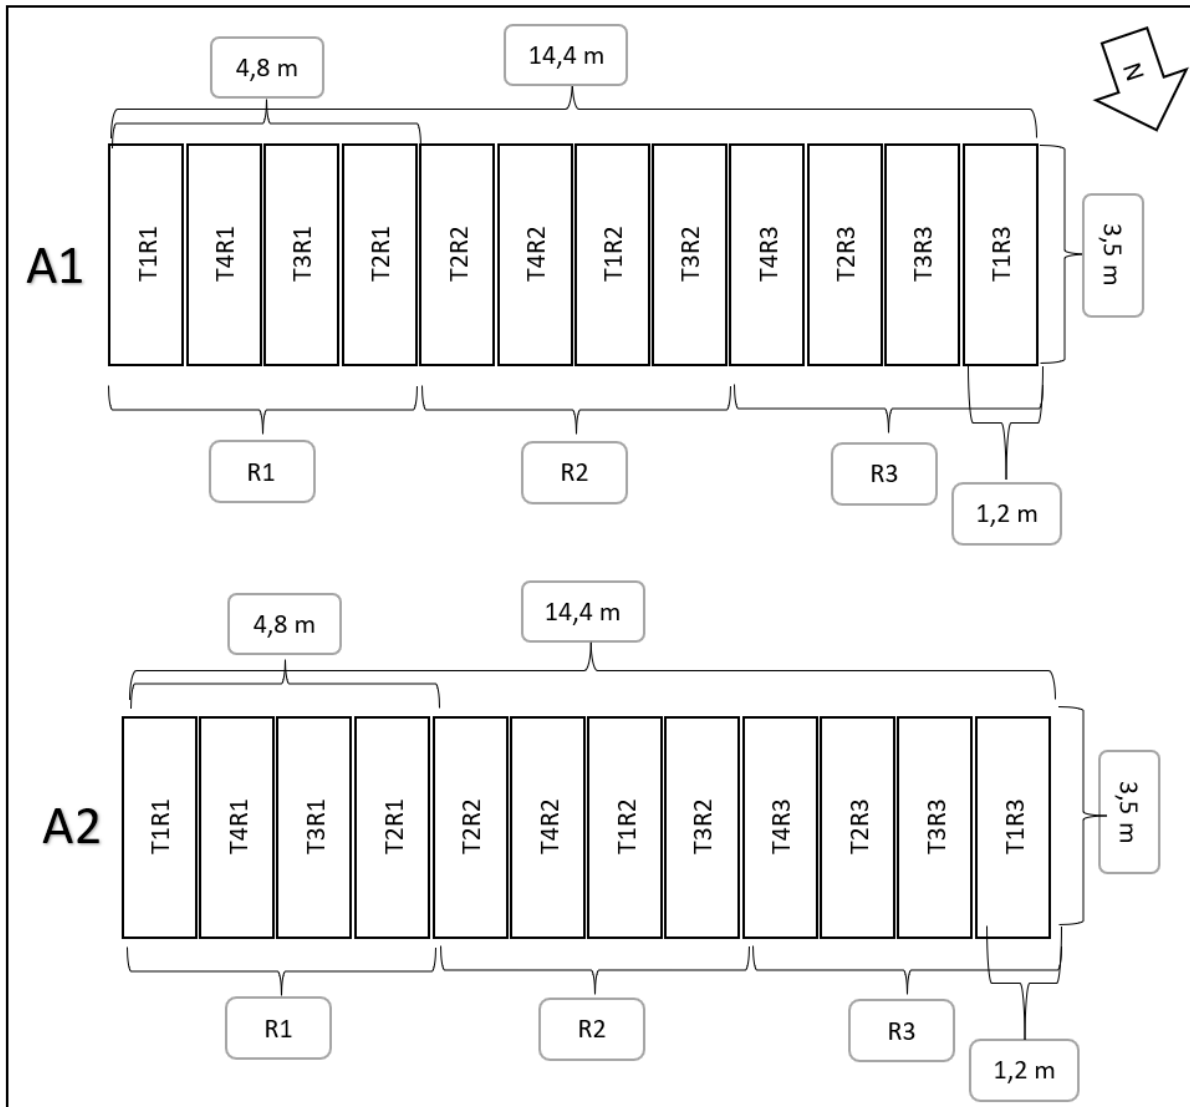 4,8 m
14,4 m
N
A1
T1R1
T4R1
T3R1
T2R1
T2R2
T4R2
T1R2
T3R2
T4R3
T2R3
T3R3
T1R3
3,5 m
R1
R2
R3
1,2 m
4,8 m
14,4 m
A2
T1R1
T4R1
T3R1
T2R1
T2R2
T4R2
T1R2
T3R2
T4R3
T2R3
T3R3
T1R3
3,5 m
R1
R2
R3
1,2 m